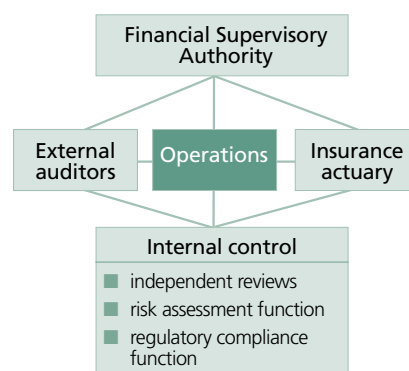 Financial Supervisory
Authority
External
auditors
Operations
Insurance
actuary
Internal control
independent reviews
risk assessment function
regulatory compliance
function